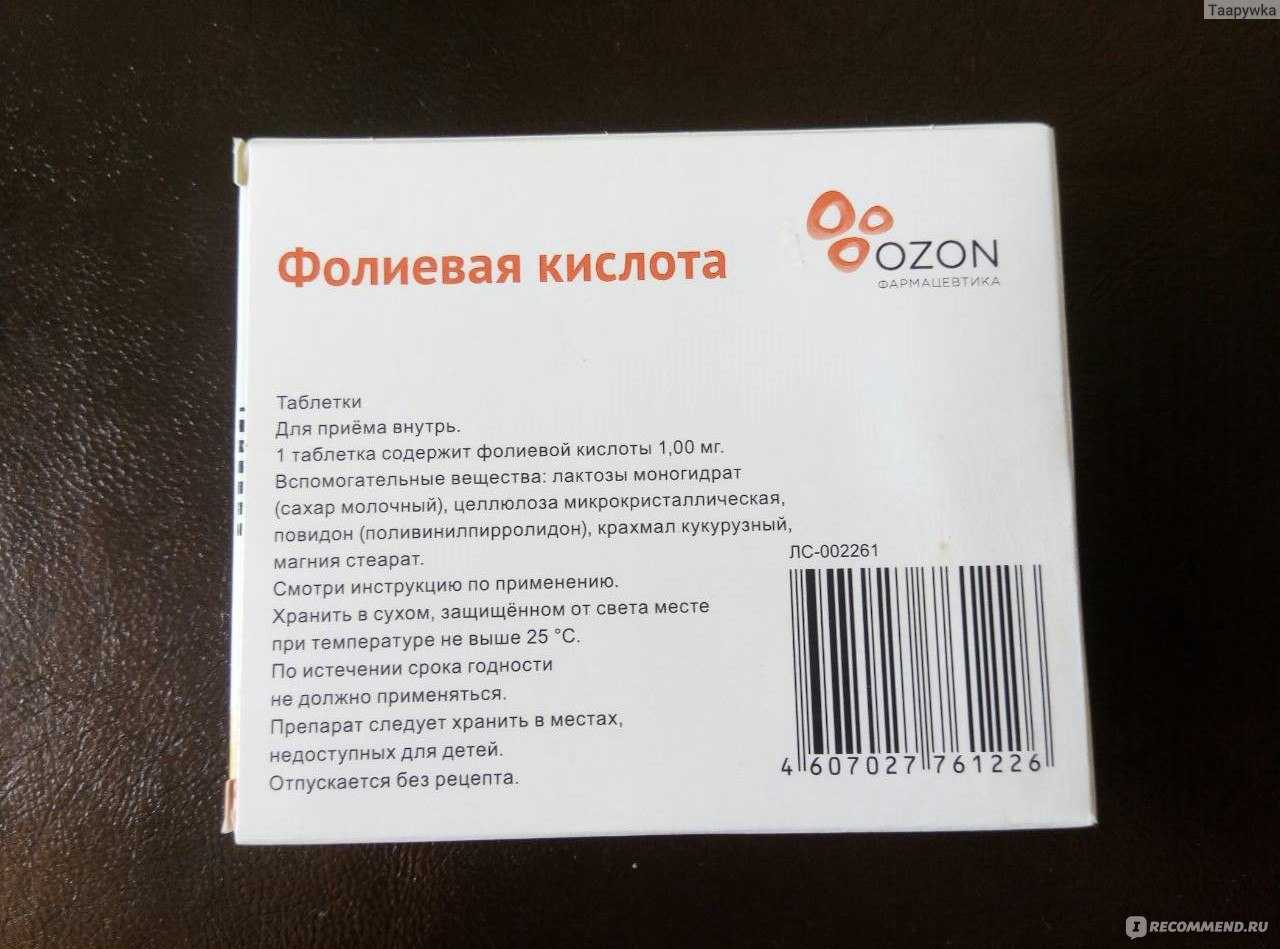 Таарушка
Фолиевая кислота
OZON
ФАРМАЦЕВТИКА
Таблетки
Для приёма внутрь.
1 таблетка содержит фолиевой кислоты 1,00 мг.
Вспомогательные вещества: лактозы моногидрат
(сахар молочный), целлюлоза микрокристаллическая,
повидон (поливинилпирролидон), крахмал кукурузный,
магния стеарат.
Смотри инструкцию по применению.
Хранить в сухом, защищённом от света месте
при температуре не выше 25 °C.
По истечении срока годности
не должно применяться.
Препарат следует хранить в местах,
недоступных для детей.
Отпускается без рецепта.
ЛС-002261
4 607027 761226
IRECOMMEND.RU